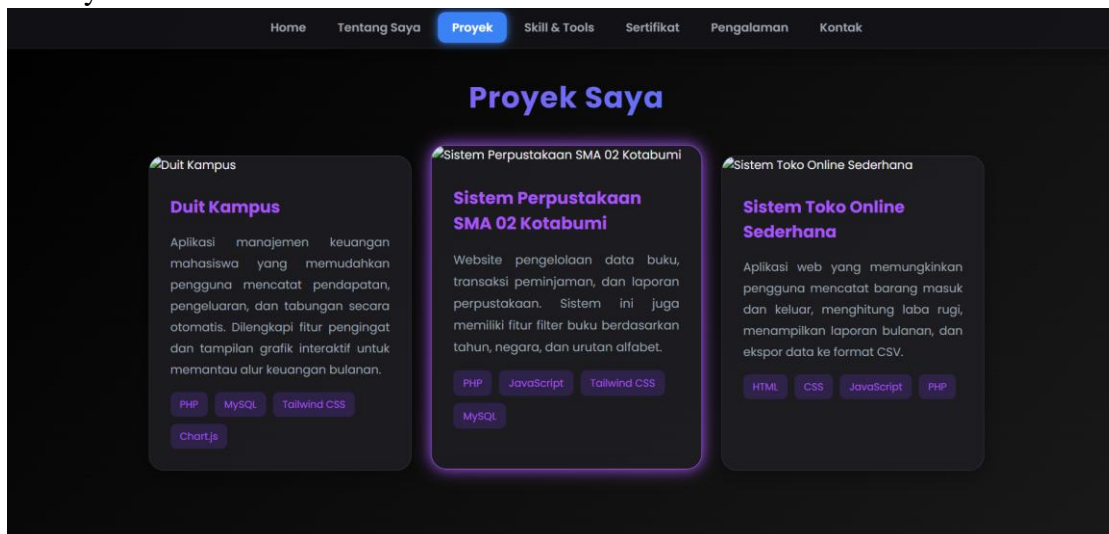 Home Tentang Saya Proyek Skill & Tools Sertifikat Pengalaman Kontak
Proyek Saya
Duit Kampus
Duit Kampus
Aplikasi manajemen keuangan
mahasiswa yang memudahkan
pengguna mencatat pendapatan,
pengeluaran, dan tabungan secara
otomatis. Dilengkapi fitur pengingat
dan tampilan grafik interaktif untuk
memantau alur keuangan bulanan.
PHP MySQL Tailwind CSS
Chart.js
Sistem Perpustakaan SMA 02 Kotabumi
Sistem Perpustakaan
SMA 02 Kotabumi
Website pengelolaan data buku,
transaksi peminjaman, dan laporan
perpustakaan. Sistem ini juga
memiliki fitur filter buku berdasarkan
tahun, negara, dan urutan alfabet.
PHP JavaScript Tailwind CSS
MySQL
Sistem Toko Online Sederhana
Sistem Toko Online
Sederhana
Aplikasi web yang memungkinkan
pengguna mencatat barang masuk
dan keluar, menghitung laba rugi,
menampilkan laporan bulanan, dan
ekspor data ke format CSV.
HTML CSS JavaScript PHP